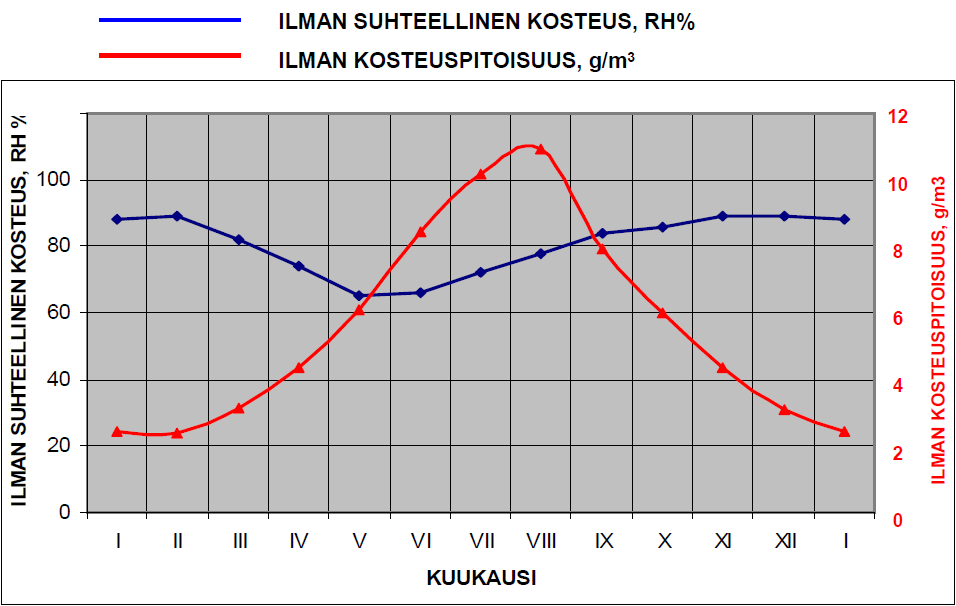 ILMAN SUHTEELLINEN KOSTEUS, RH%
ILMAN KOSTEUSPITOISUUS, g/m³
ILMAN SUHTEELLINEN KOSTEUS, RH %
100
80
60
40
20
0
12
10
8
6
4
2
0
ILMAN KOSTEUSPITOISUUS, g/m3
I II III IV V VI VII VIII IX X XI XII I
KUUKAUSI